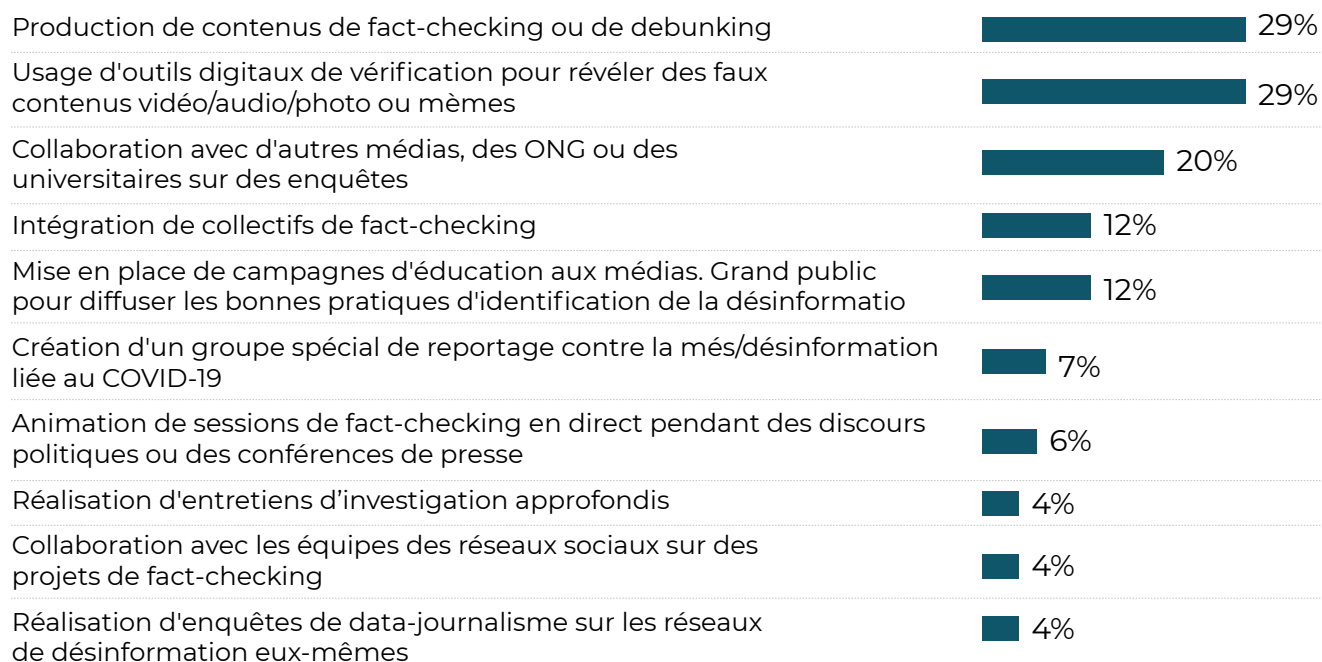 Production de contenus de fact-checking ou de debunking
29%
Usage d'outils digitaux de vérification pour révéler des faux
contenus vidéo/audio/photo ou mèmes
29%
Collaboration avec d'autres médias, des ONG ou des
universitaires sur des enquêtes
20%
Intégration de collectifs de fact-checking
12%
Mise en place de campagnes d'éducation aux médias. Grand public
pour diffuser les bonnes pratiques d'identification de la désinformatio
12%
Création d'un groupe spécial de reportage contre la més/désinformation
liée au COVID-19
7%
Animation de sessions de fact-checking en direct pendant des discours
politiques ou des conférences de presse
6%
Réalisation d'entretiens d’investigation approfondis
4%
Collaboration avec les équipes des réseaux sociaux sur des
projets de fact-checking
4%
Réalisation d'enquêtes de data-journalisme sur les réseaux
de désinformation eux-mêmes
4%